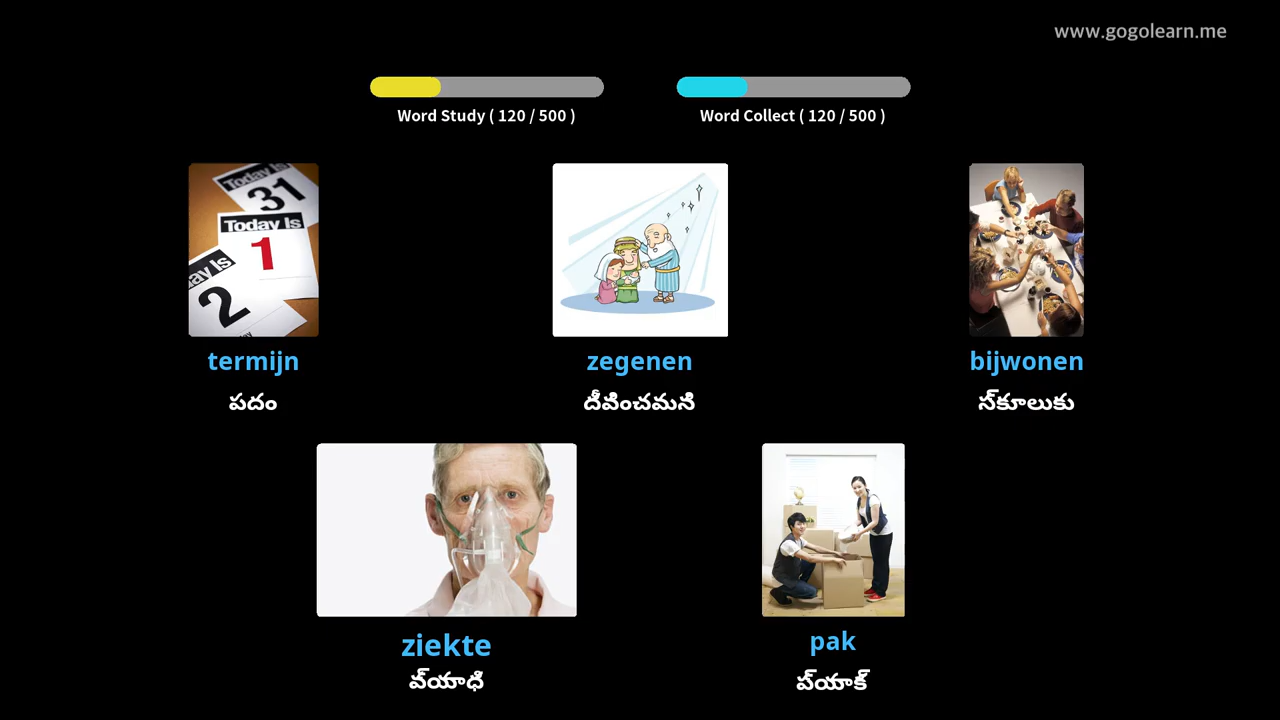 www.gogolearn.me
Word Study ( 120 / 500 )
Word Collect ( 120 / 500 )
Today Is
31
Today Is
1
ay Is
2
termijn
పదం
zegenen
దీవించమని
bijwonen
స్కూలుకు
ziekte
వ్యాధి
pak
ప్యాక్